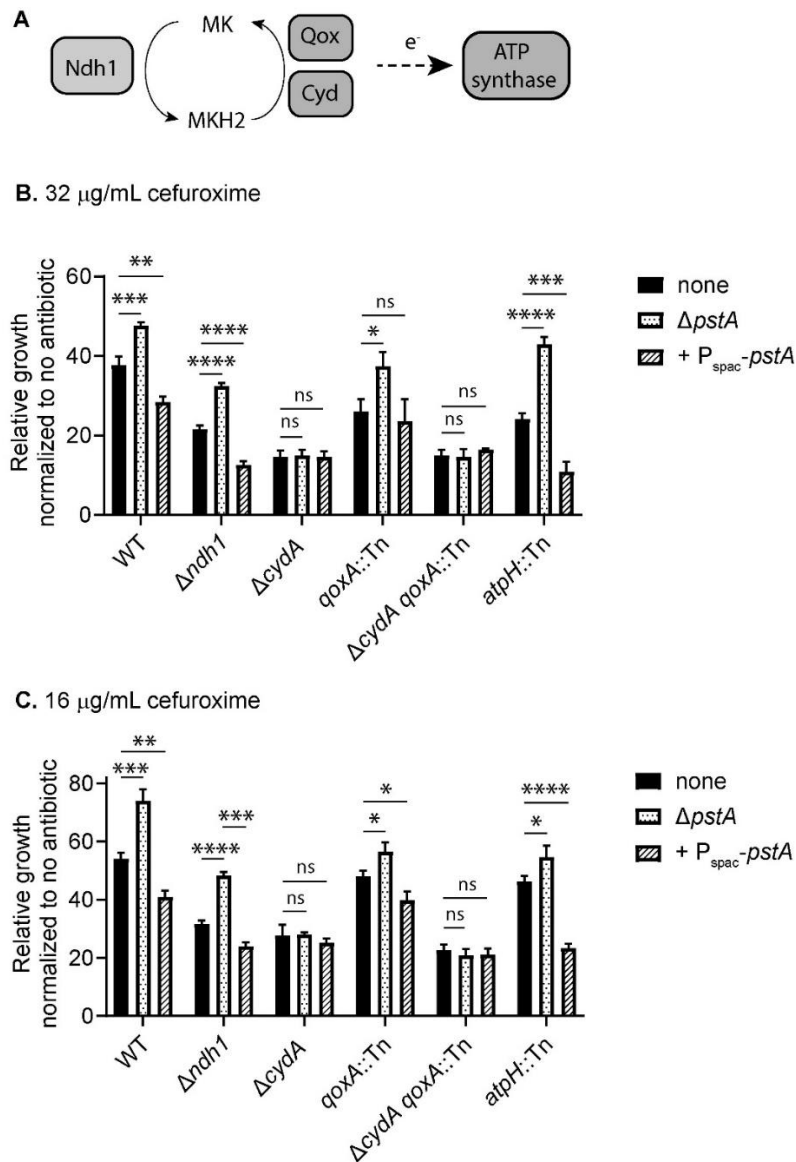 A
MK
Ndh1
MKH2
Qox
Cyd
e-
ATP
synthase
B. 32 μg/mL cefuroxime
Relative growth
normalized to no antibiotic
60
40
20
0
** *** **** **** ns ns ns * ns ns *** ****
WT
Δndh1
ΔcydA
qoxA::Tn
ΔcydA qoxA::Tn
atpH::Tn
none
ΔpstA
+ Pspac-pstA
C. 16 μg/mL cefuroxime
Relative growth
normalized to no antibiotic
80
60
40
20
0
** *** *** **** ns ns * * ns ns **** *
WT
Δndh1
ΔcydA
qoxA::Tn
ΔcydA qoxA::Tn
atpH::Tn
none
ΔpstA
+ Pspac-pstA